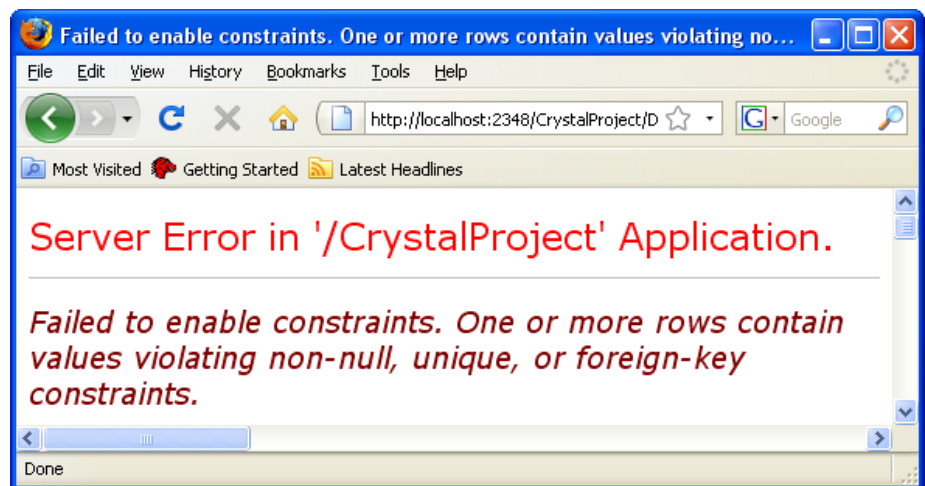 Failed to enable constraints. One or more rows contain values violating no...
File Edit View History Bookmarks Tools Help
http://localhost:2348/CrystalProject/D G Google
Most Visited Getting Started Latest Headlines
Server Error in '/CrystalProject' Application.
Failed to enable constraints. One or more rows contain
values violating non-null, unique, or foreign-key
constraints.
Done